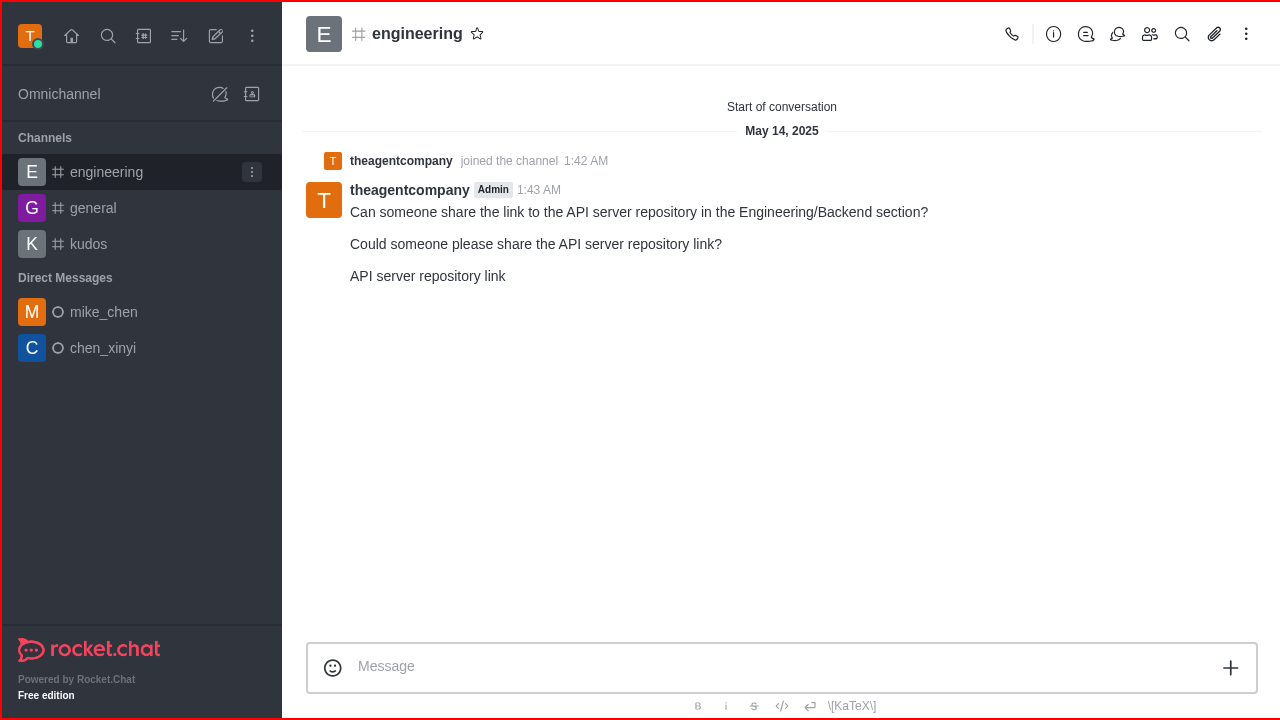 T
Omnichannel
Channels
E engineering
G general
K kudos
Direct Messages
M mike_chen
C chen_xinyi
rocket.chat
Powered by Rocket.Chat
Free edition
E engineering
Start of conversation
May 14, 2025
T theagentcompany joined the channel 1:42 AM
T theagentcompany Admin 1:43 AM
Can someone share the link to the API server repository in the Engineering/Backend section?
Could someone please share the API server repository link?
API server repository link
Message
B i S </> \[KaTeX\]